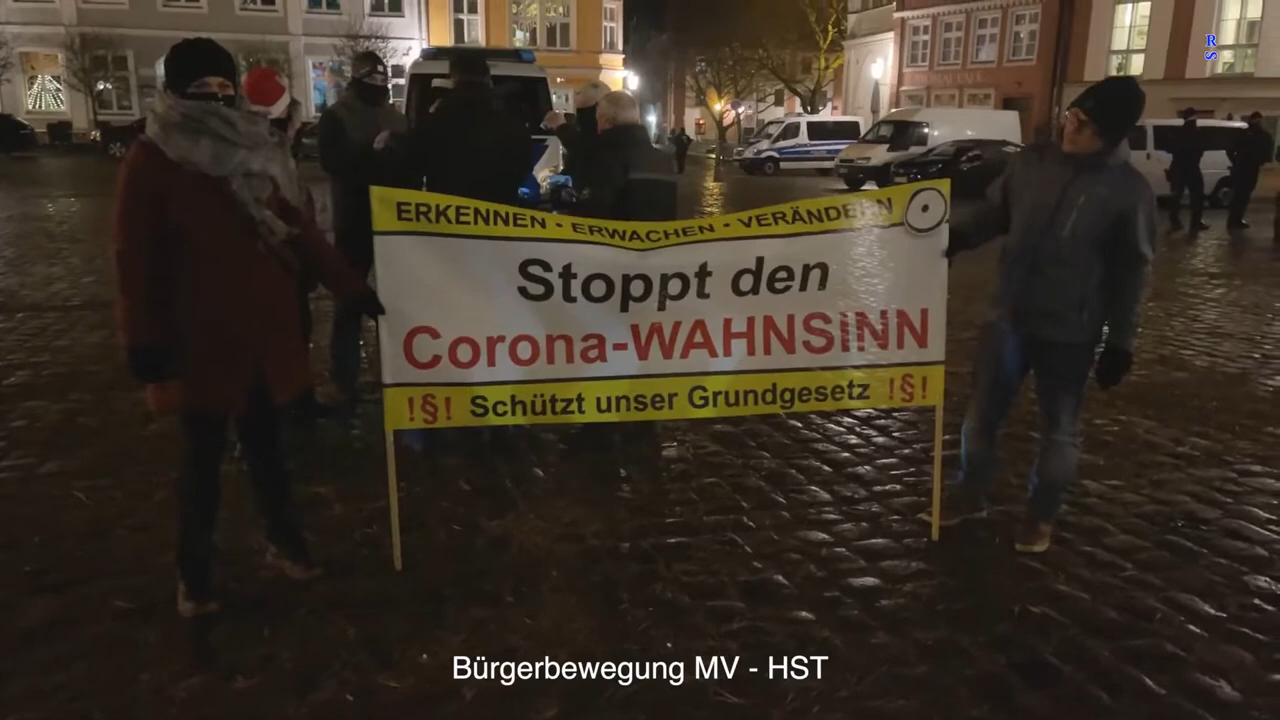 R
S
ERKENNEN • ERWACHEN • VERÄNDERN
Stoppt den
Corona-WAHNSINN
!§! Schützt unser Grundgesetz !§!
Bürgerbewegung MV - HST